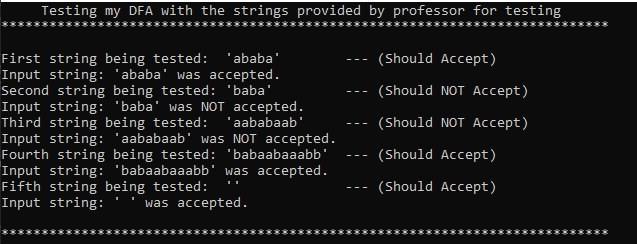 Testing my DFA with the strings provided by professor for testing
****************************************************************************
First string being tested:  'ababa'        --- (Should Accept)
Input string: 'ababa' was accepted.
Second string being tested: 'baba'         --- (Should NOT Accept)
Input string: 'baba' was NOT accepted.
Third string being tested: 'aababaab'      --- (Should NOT Accept)
Input string: 'aababaab' was NOT accepted.
Fourth string being tested: 'babaabaaabb'  --- (Should Accept)
Input string: 'babaabaaabb' was accepted.
Fifth string being tested:  ''             --- (Should Accept)
Input string: ' ' was accepted.
****************************************************************************